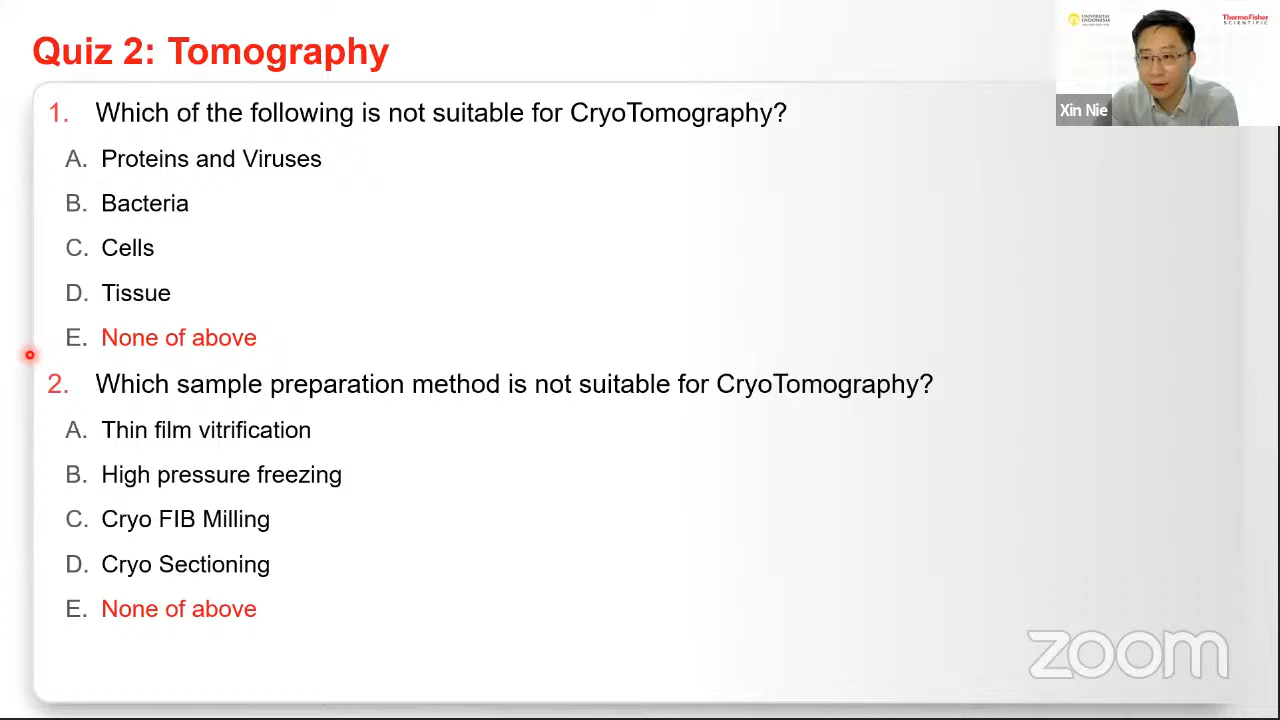 Quiz 2: Tomography
UNIVERSITAS
INDONESIA
ThermoFisher
SCIENTIFIC
Xin Nie
1. Which of the following is not suitable for CryoTomography?
A. Proteins and Viruses
B. Bacteria
C. Cells
D. Tissue
E. None of above
2. Which sample preparation method is not suitable for CryoTomography?
A. Thin film vitrification
B. High pressure freezing
C. Cryo FIB Milling
D. Cryo Sectioning
E. None of above
zoom